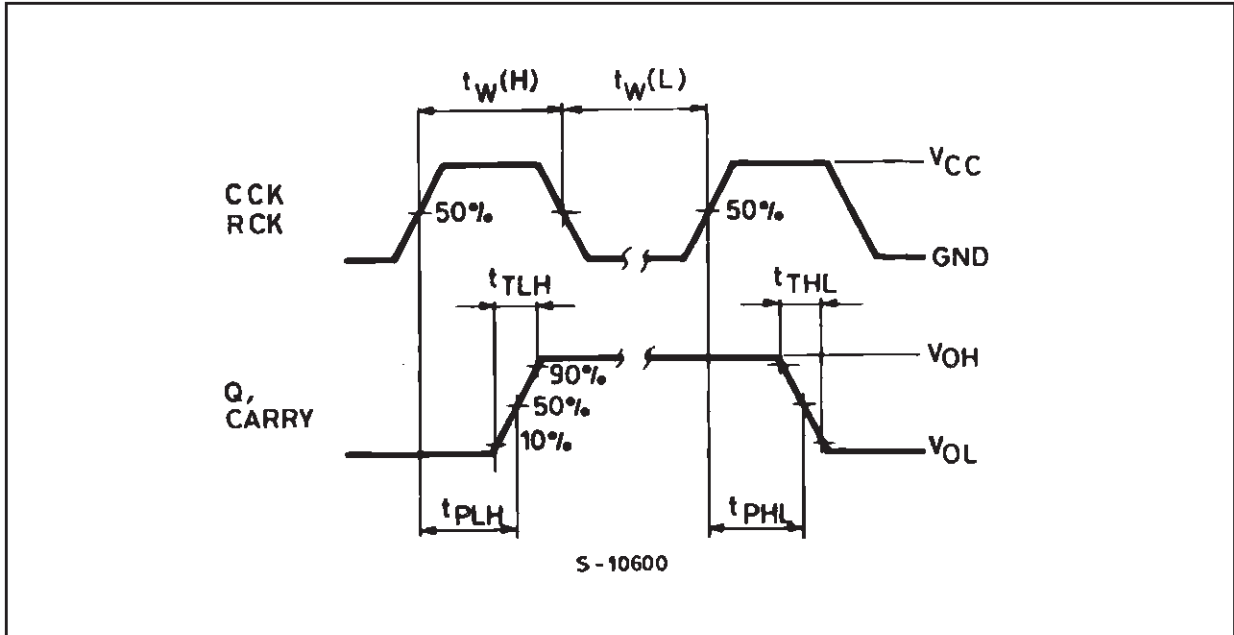 tW(H)
tW(L)
VCC
CCK
RCK
50%
50%
GND
tTLH
tTHL
VOH
90%
Q,
CARRY
50%
10%
VOL
tPLH
tPHL
S-10600